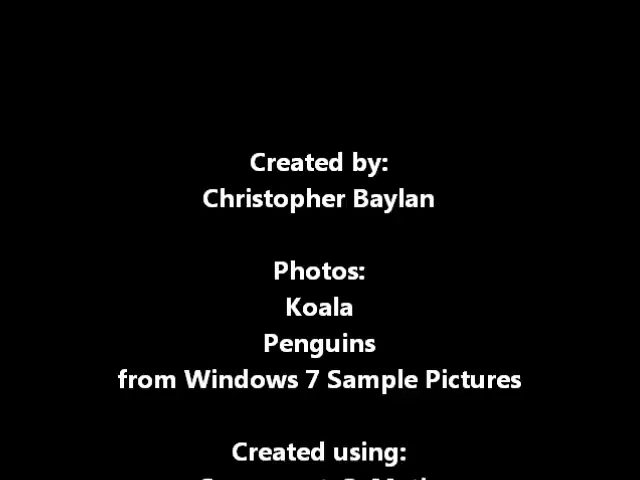 Created by:
Christopher Baylan
Photos:
Koala
Penguins
from Windows 7 Sample Pictures
Created using: